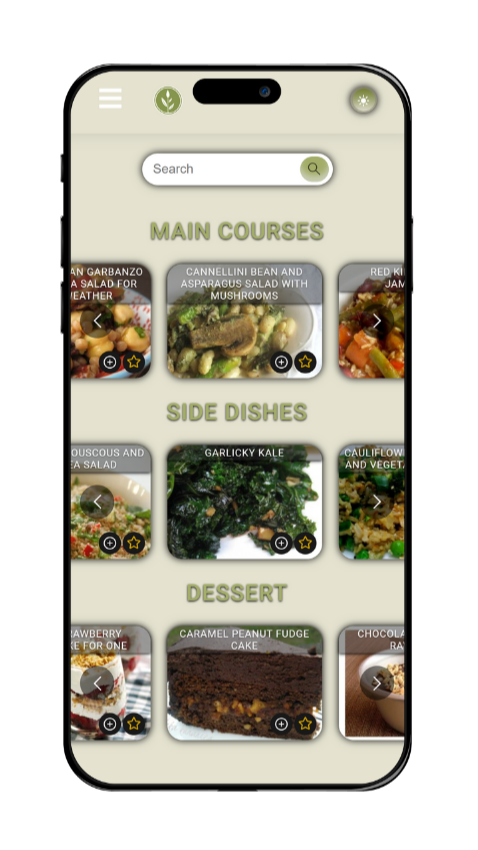 Search
MAIN COURSES
AN GARBANZO
A SALAD FOR
EATHER
CANNELLINI BEAN AND
ASPARAGUS SALAD WITH
MUSHROOMS
RED KI
JAM
SIDE DISHES
OUSCOUS AND
EA SALAD
GARLICKY KALE
CAULIFLOW
AND VEGETA
DESSERT
RAWBERRY
KE FOR ONE
CARAMEL PEANUT FUDGE
CAKE
CHOCOLA
RA